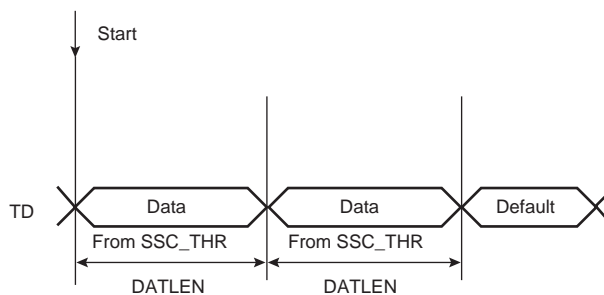 Start
TD
Data
Data
Default
From SSC_THR
From SSC_THR
DATLEN
DATLEN